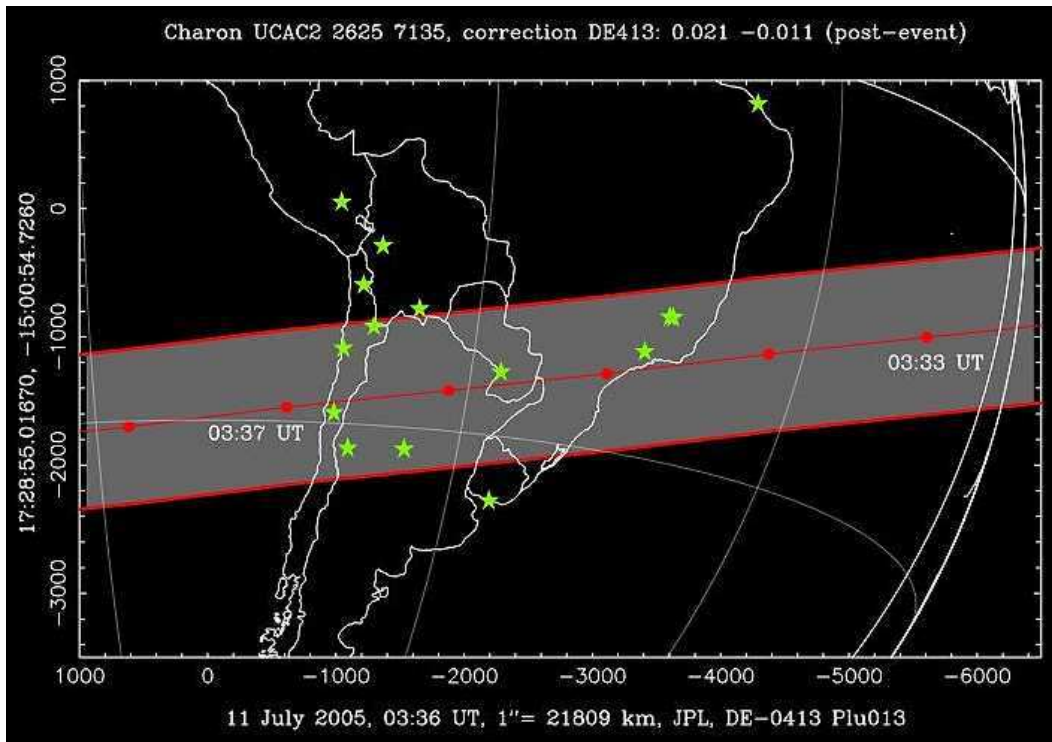 Charon UCAC2 2625 7135, correction DE413: 0.021 -0.011 (post-event)
1000
0
-1000
-2000
-3000
17:28:55.01670, -15:00:54.7260
03:33 UT
03:37 UT
1000 0 -1000 -2000 -3000 -4000 -5000 -6000
11 July 2005, 03:36 UT, 1''= 21809 km, JPL, DE-0413 Plu013